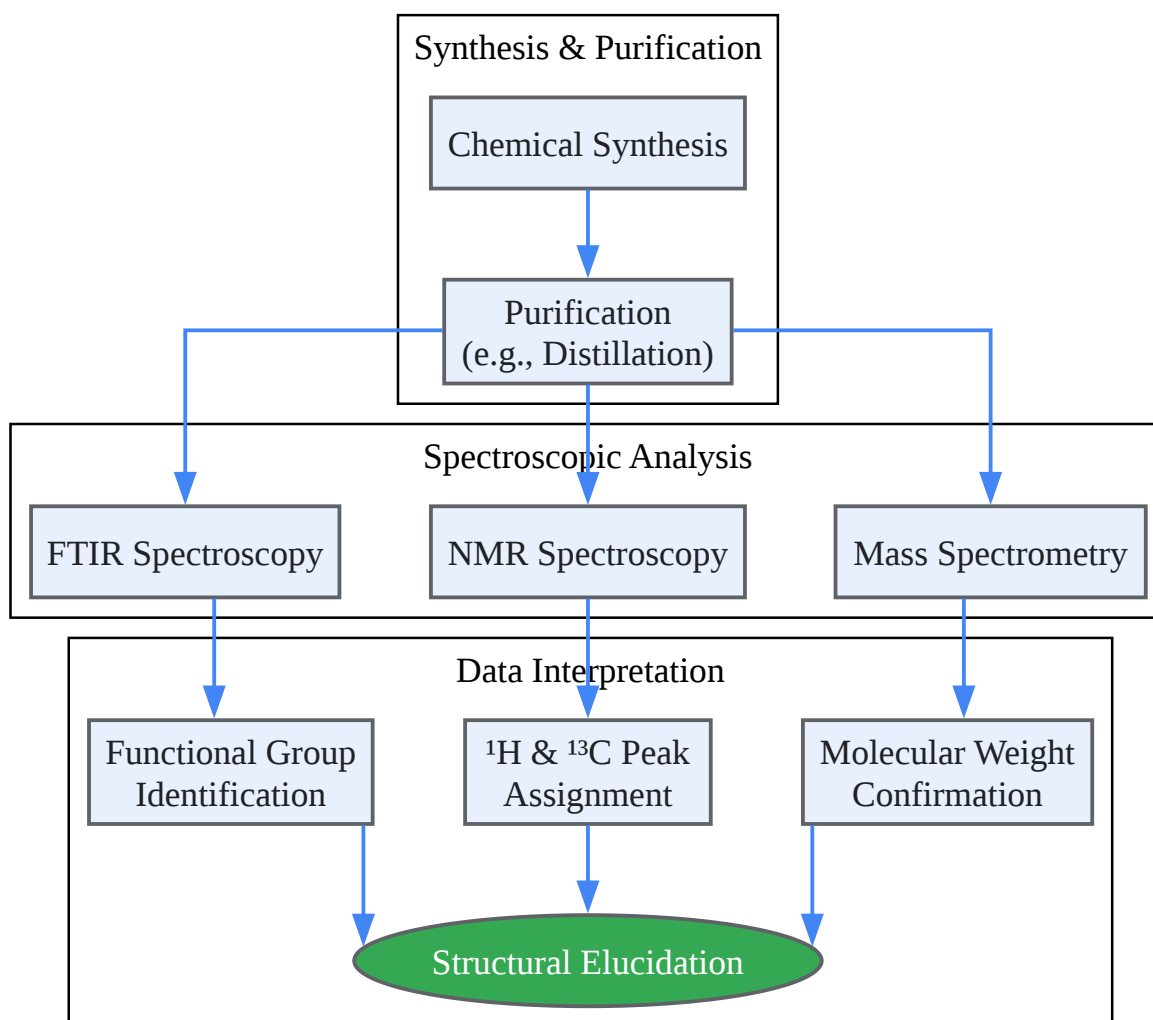 Synthesis & Purification
Chemical Synthesis
Purification
(e.g., Distillation)
Spectroscopic Analysis
FTIR Spectroscopy
NMR Spectroscopy
Mass Spectrometry
Data Interpretation
Functional Group
Identification
¹H & ¹³C Peak
Assignment
Molecular Weight
Confirmation
Structural Elucidation